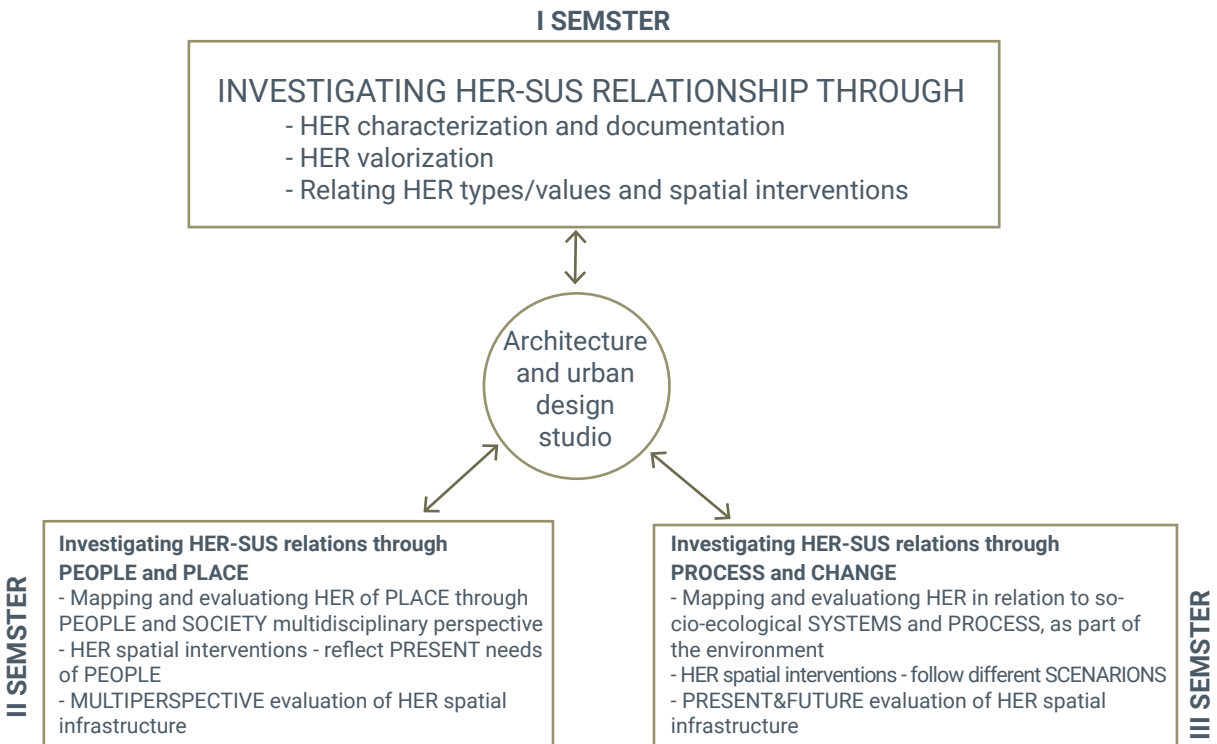 I SEMSTER
INVESTIGATING HER-SUS RELATIONSHIP THROUGH
- HER characterization and documentation
- HER valorization
- Relating HER types/values and spatial interventions
Architecture
and urban
design
studio
II SEMSTER
Investigating HER-SUS relations through
PEOPLE and PLACE
- Mapping and evaluationg HER of PLACE through
PEOPLE and SOCIETY multidisciplinary perspective
- HER spatial interventions - reflect PRESENT needs
of PEOPLE
- MULTIPERSPECTIVE evaluation of HER spatial
infrastructure
Investigating HER-SUS relations through
PROCESS and CHANGE
- Mapping and evaluationg HER in relation to so-
cio-ecological SYSTEMS and PROCESS, as part of
the environment
- HER spatial interventions - follow different SCENARIONS
- PRESENT&FUTURE evaluation of HER spatial
infrastructure
III SEMSTER